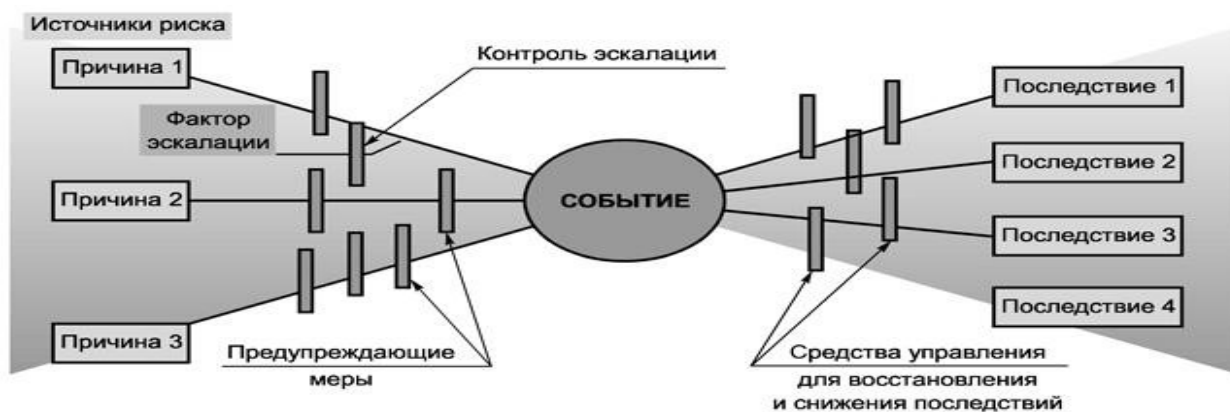 Источники риска
Причина 1
Контроль эскалации
Фактор
эскалации
Причина 2
Причина 3
Предупреждающие
меры
СОБЫТИЕ
Последствие 1
Последствие 2
Последствие 3
Последствие 4
Средства управления
для восстановления
и снижения последствий